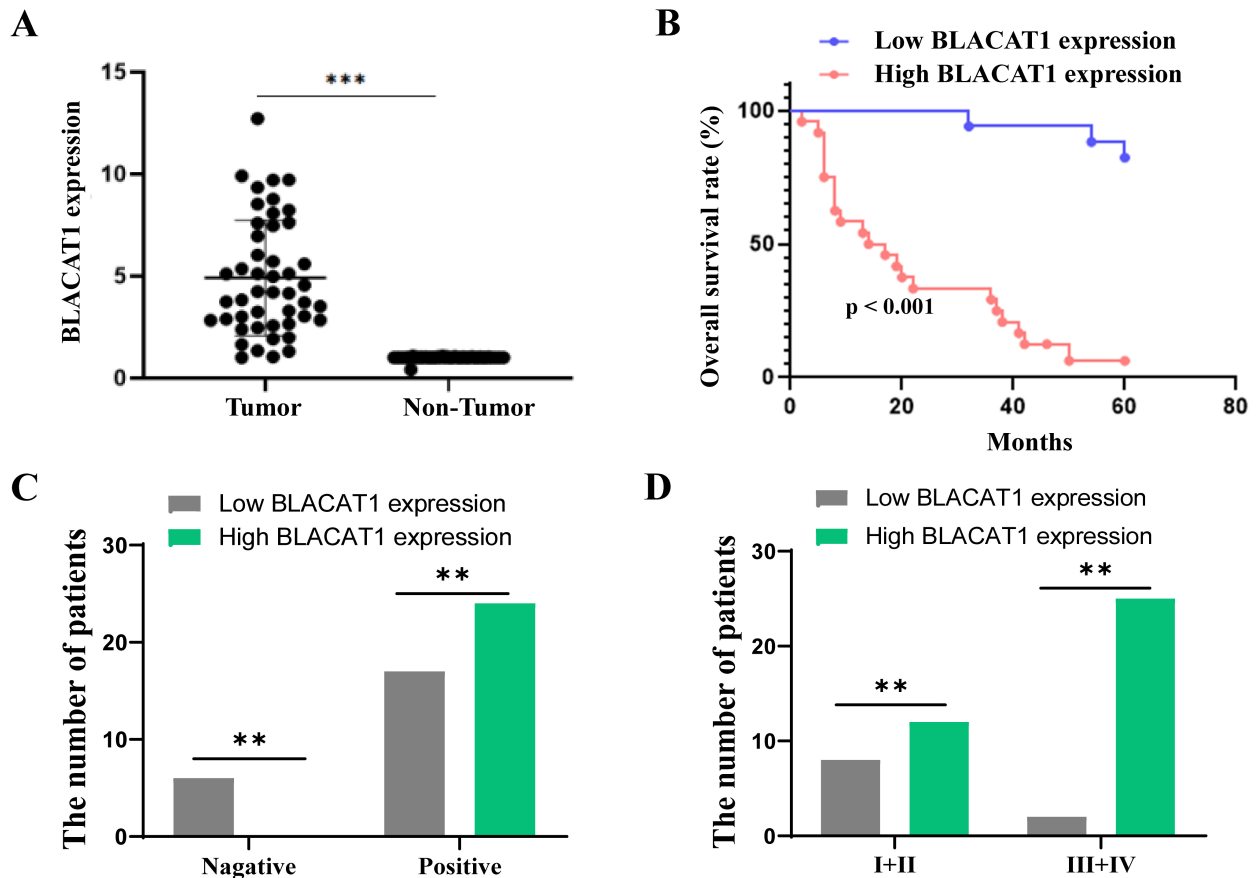 A
BLACAT1 expression
15
10
5
0
***
Tumor
Non-Tumor
B
Low BLACAT1 expression
High BLACAT1 expression
Overall survival rate (%)
100
50
0
p < 0.001
0
20
40
60
80
Months
C
Low BLACAT1 expression
High BLACAT1 expression
The number of patients
30
20
10
0
**
**
Nagative
Positive
D
Low BLACAT1 expression
High BLACAT1 expression
The number of patients
30
20
10
0
**
**
I+II
III+IV